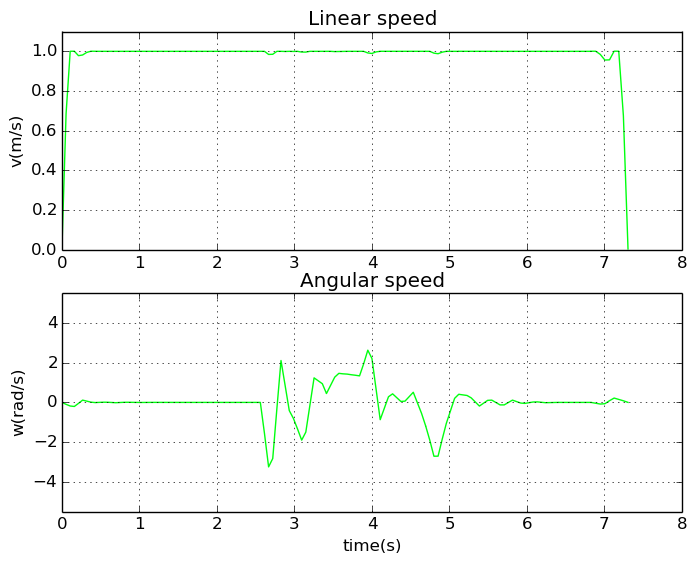 Linear speed
1.0
0.8
0.6
0.4
0.2
0.0
v(m/s)
0 1 2 3 4 5 6 7 8
Angular speed
4
2
0
−2
−4
w(rad/s)
0 1 2 3 4 5 6 7 8
time(s)